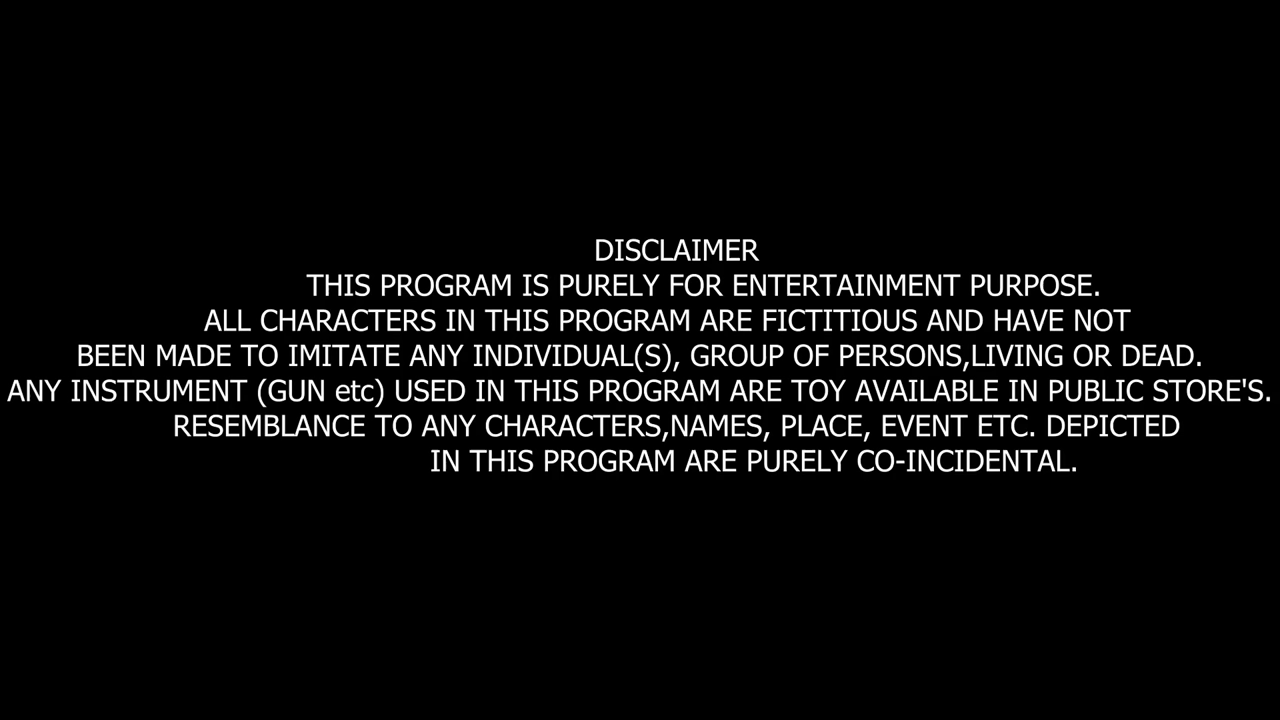 DISCLAIMER
THIS PROGRAM IS PURELY FOR ENTERTAINMENT PURPOSE.
ALL CHARACTERS IN THIS PROGRAM ARE FICTITIOUS AND HAVE NOT
BEEN MADE TO IMITATE ANY INDIVIDUAL(S), GROUP OF PERSONS,LIVING OR DEAD.
ANY INSTRUMENT (GUN etc) USED IN THIS PROGRAM ARE TOY AVAILABLE IN PUBLIC STORE'S.
RESEMBLANCE TO ANY CHARACTERS,NAMES, PLACE, EVENT ETC. DEPICTED
IN THIS PROGRAM ARE PURELY CO-INCIDENTAL.